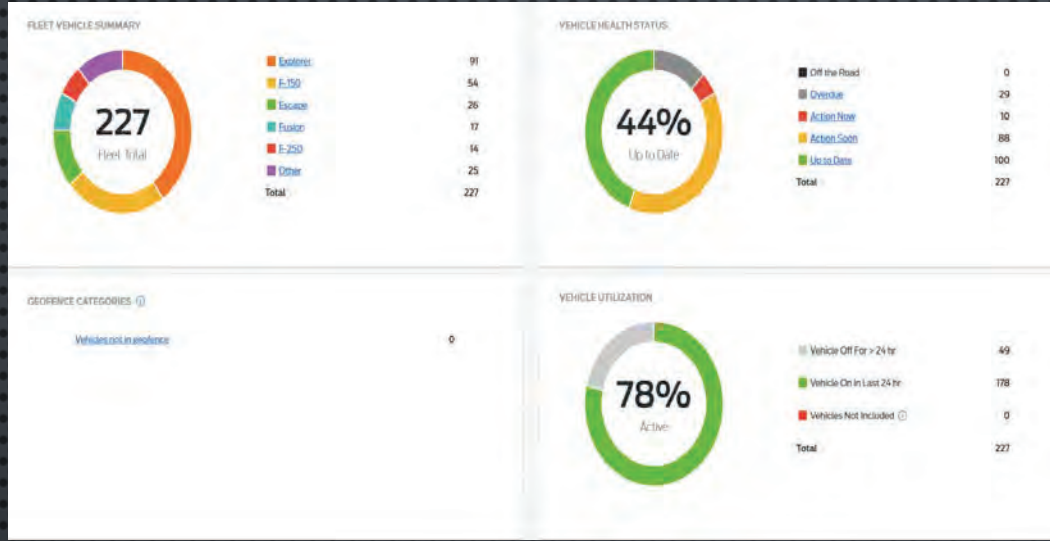 FLEET VEHICLE SUMMARY
227
Fleet Total
Explorer 91
F-150 54
Escape 26
Fusion 17
F-250 14
Other 25
Total 227
VEHICLE HEALTH STATUS
44%
Up to Date
Off the Road 0
Overdue 29
Action Now 10
Action Soon 88
Up to Date 100
Total 227
GEOFENCE CATEGORIES
Vehicles not in geofence 0
VEHICLE UTILIZATION
78%
Active
Vehicle Off For > 24 hr 49
Vehicle On In Last 24 hr 178
Vehicles Not Included 0
Total 227